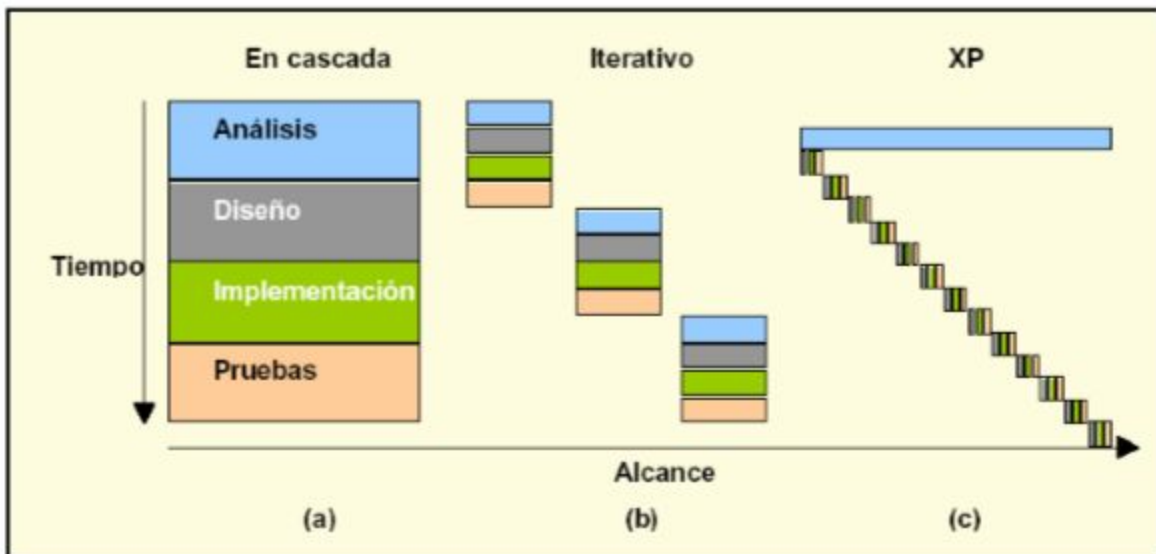 En cascada
Iterativo
XP
Análisis
Diseño
Tiempo
Implementación
Pruebas
Alcance
(a)
(b)
(c)